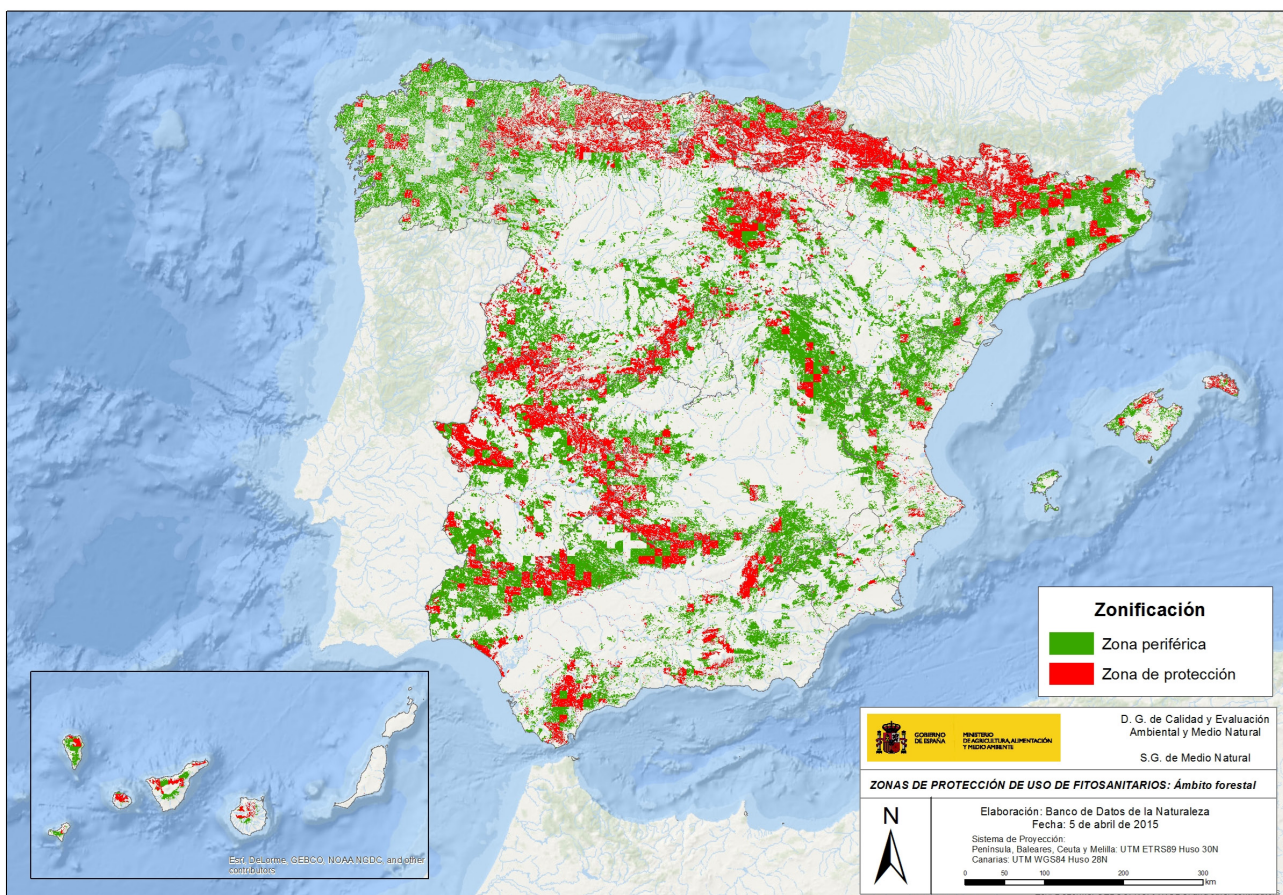 Zonificación
Zona periférica
Zona de protección
GOBIERNO
DE ESPAÑA
MINISTERIO
DE AGRICULTURA, ALIMENTACIÓN
Y MEDIO AMBIENTE
D. G. de Calidad y Evaluación
Ambiental y Medio Natural
S.G. de Medio Natural
ZONAS DE PROTECCIÓN DE USO DE FITOSANITARIOS: Ámbito forestal
N
Elaboración: Banco de Datos de la Naturaleza
Fecha: 5 de abril de 2015
Sistema de Proyección:
Península, Baleares, Ceuta y Melilla: UTM ETRS89 Huso 30N
Canarias: UTM WGS84 Huso 28N
0 50 100 200 300
km
Esri, DeLorme, GEBCO, NOAA NGDC, and other
contributors